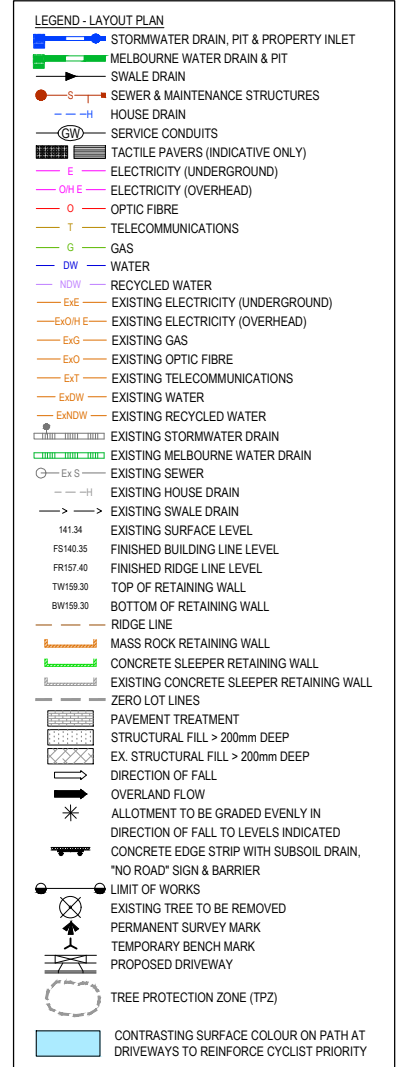 LEGEND - LAYOUT PLAN
STORMWATER DRAIN, PIT & PROPERTY INLET
MELBOURNE WATER DRAIN & PIT
SWALE DRAIN
S SEWER & MAINTENANCE STRUCTURES
H HOUSE DRAIN
GW SERVICE CONDUITS
TACTILE PAVERS (INDICATIVE ONLY)
E ELECTRICITY (UNDERGROUND)
O/H E ELECTRICITY (OVERHEAD)
O OPTIC FIBRE
T TELECOMMUNICATIONS
G GAS
DW WATER
NDW RECYCLED WATER
ExE EXISTING ELECTRICITY (UNDERGROUND)
ExO/H E EXISTING ELECTRICITY (OVERHEAD)
ExG EXISTING GAS
ExO EXISTING OPTIC FIBRE
ExT EXISTING TELECOMMUNICATIONS
ExDW EXISTING WATER
ExNDW EXISTING RECYCLED WATER
EXISTING STORMWATER DRAIN
EXISTING MELBOURNE WATER DRAIN
Ex S EXISTING SEWER
H EXISTING HOUSE DRAIN
EXISTING SWALE DRAIN
141.34 EXISTING SURFACE LEVEL
FS140.35 FINISHED BUILDING LINE LEVEL
FR157.40 FINISHED RIDGE LINE LEVEL
TW159.30 TOP OF RETAINING WALL
BW159.30 BOTTOM OF RETAINING WALL
RIDGE LINE
MASS ROCK RETAINING WALL
CONCRETE SLEEPER RETAINING WALL
EXISTING CONCRETE SLEEPER RETAINING WALL
ZERO LOT LINES
PAVEMENT TREATMENT
STRUCTURAL FILL > 200mm DEEP
EX. STRUCTURAL FILL > 200mm DEEP
DIRECTION OF FALL
OVERLAND FLOW
ALLOTMENT TO BE GRADED EVENLY IN
DIRECTION OF FALL TO LEVELS INDICATED
CONCRETE EDGE STRIP WITH SUBSOIL DRAIN,
"NO ROAD" SIGN & BARRIER
LIMIT OF WORKS
EXISTING TREE TO BE REMOVED
PERMANENT SURVEY MARK
TEMPORARY BENCH MARK
PROPOSED DRIVEWAY
TREE PROTECTION ZONE (TPZ)
CONTRASTING SURFACE COLOUR ON PATH AT
DRIVEWAYS TO REINFORCE CYCLIST PRIORITY